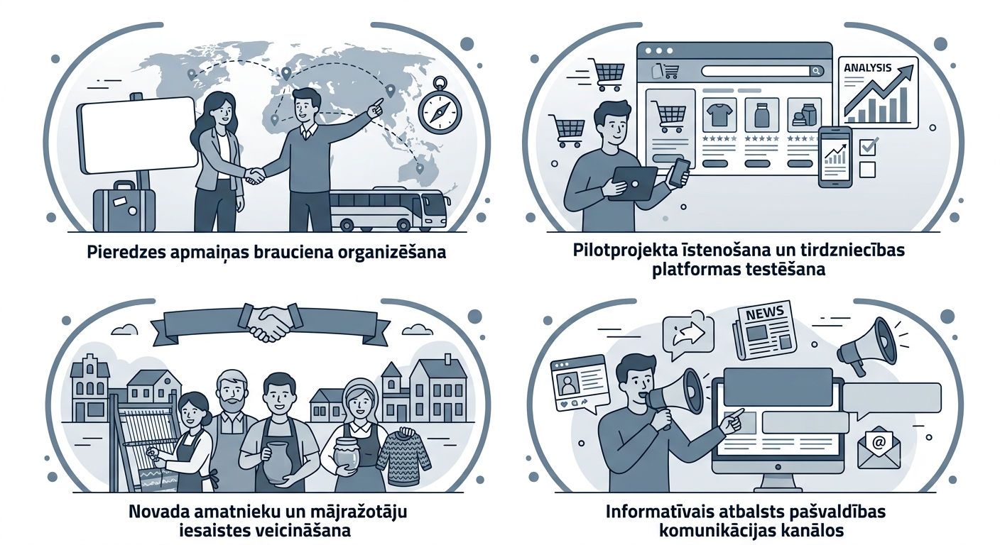 Pieredzes apmaiņas brauciena organizēšana
ANALYSIS
Pilotprojekta īstenošana un tirdzniecības
platformas testēšana
Novada amatnieku un mājražotāju
iesaistes veicināšana
NEWS
@
Informatīvais atbalsts pašvaldības
komunikācijas kanālos